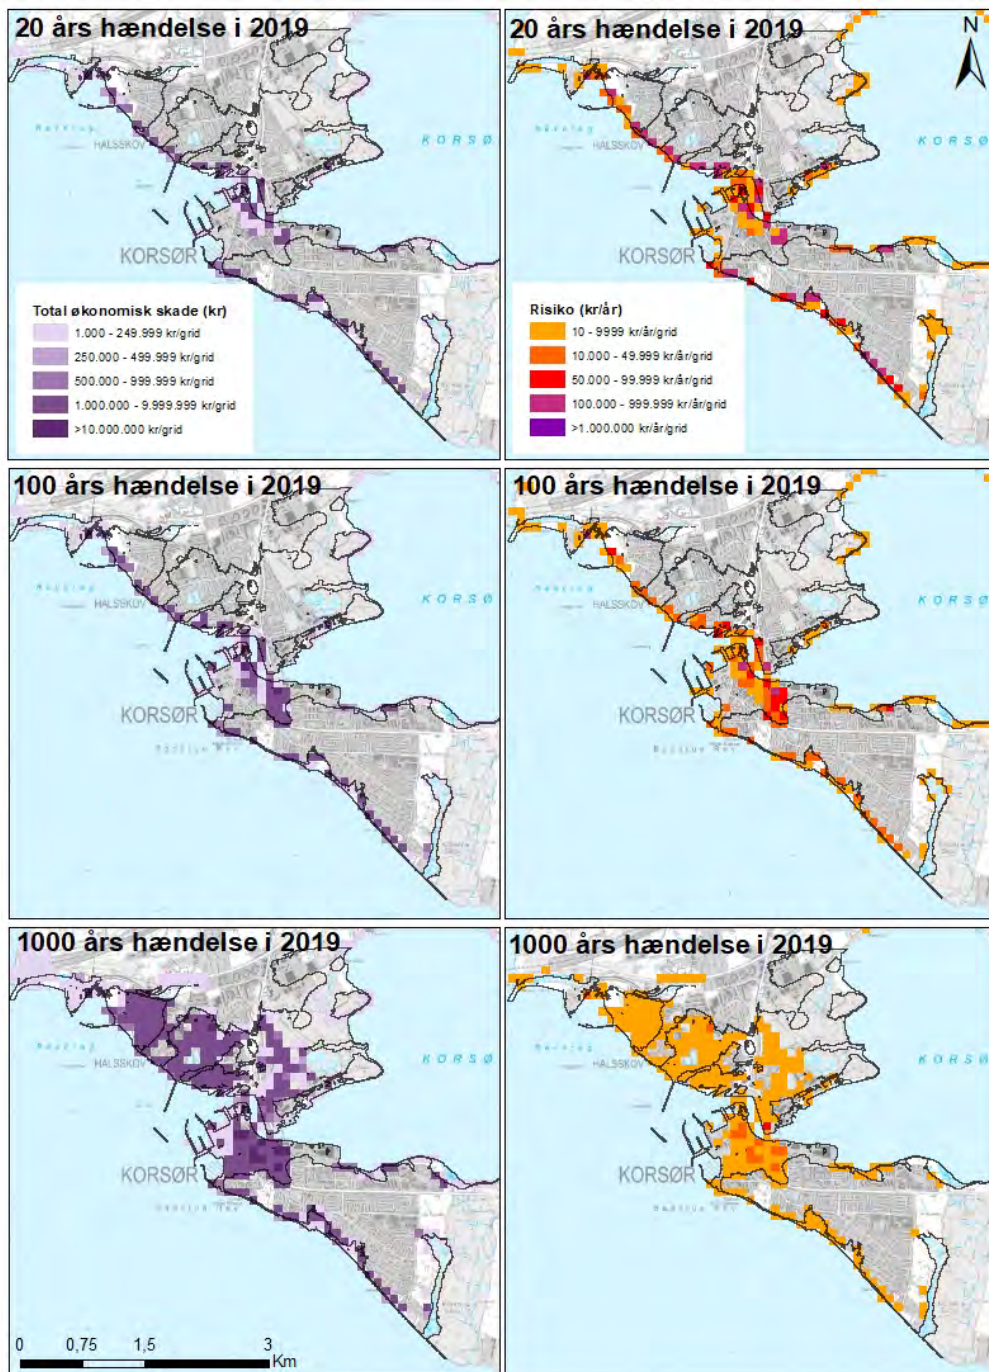 20 års hændelse i 2019
KORSØ
HALSSKOV
KORSØR
Total økonomisk skade (kr)
1.000 - 249.999 kr/grid
250.000 - 499.999 kr/grid
500.000 - 999.999 kr/grid
1.000.000 - 9.999.999 kr/grid
>10.000.000 kr/grid
20 års hændelse i 2019
N
KORSØ
HALSSKOV
KORSØR
Risiko (kr/år)
10 - 9999 kr/år/grid
10.000 - 49.999 kr/år/grid
50.000 - 99.999 kr/år/grid
100.000 - 999.999 kr/år/grid
>1.000.000 kr/år/grid
100 års hændelse i 2019
KORSØ
HALSSKOV
KORSØR
100 års hændelse i 2019
KORSØ
HALSSKOV
KORSØR
1000 års hændelse i 2019
KORSØ
HALSSKOV
KORSØR
0 0,75 1,5 3
Km
1000 års hændelse i 2019
KORSØ
HALSSKOV
KORSØR